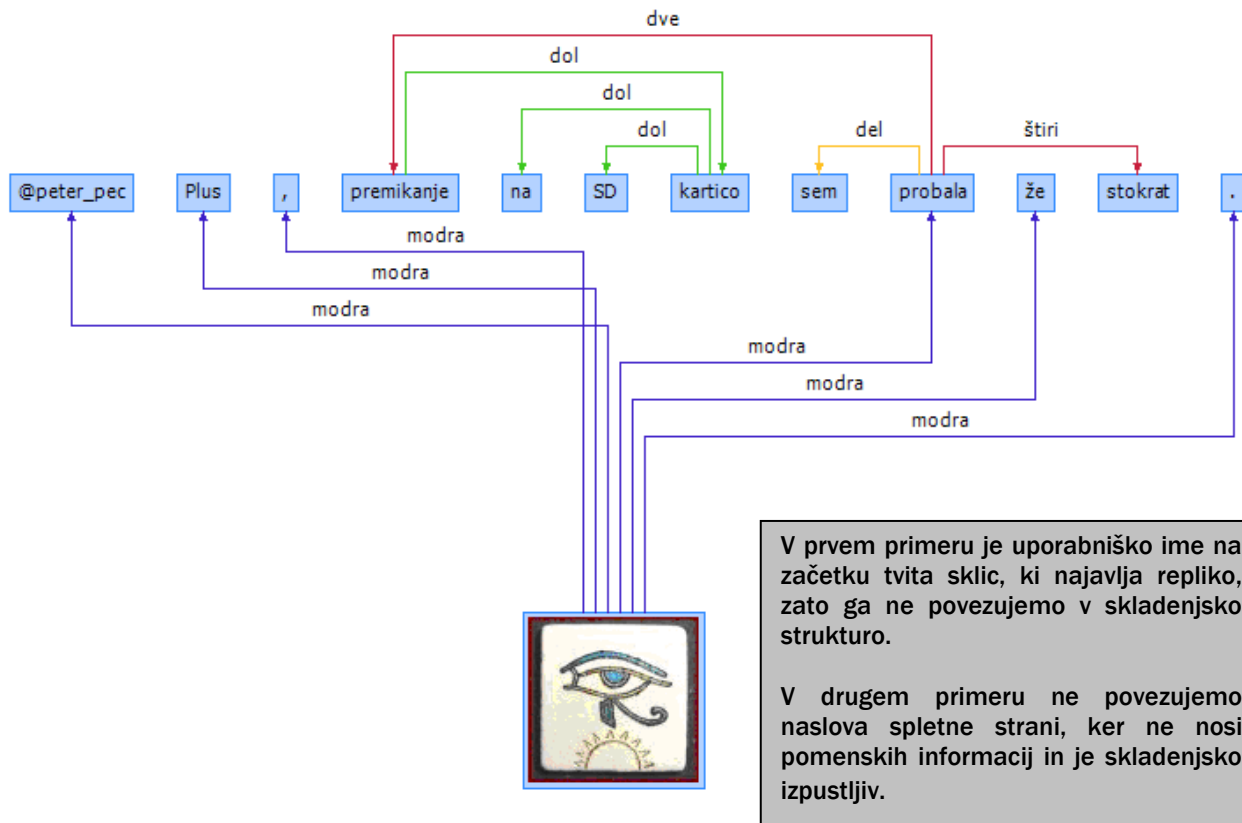 dve
dol
dol
dol del štiri
@peter_pec Plus , premikanje na SD kartico sem probala že stokrat .
modra
modra
modra
modra
modra
modra
V prvem primeru je uporabniško ime na
začetku tvita sklic, ki najavlja repliko,
zato ga ne povezujemo v skladenjsko
strukturo.
V drugem primeru ne povezujemo
naslova spletne strani, ker ne nosi
pomenskih informacij in je skladenjsko
izpustljiv.